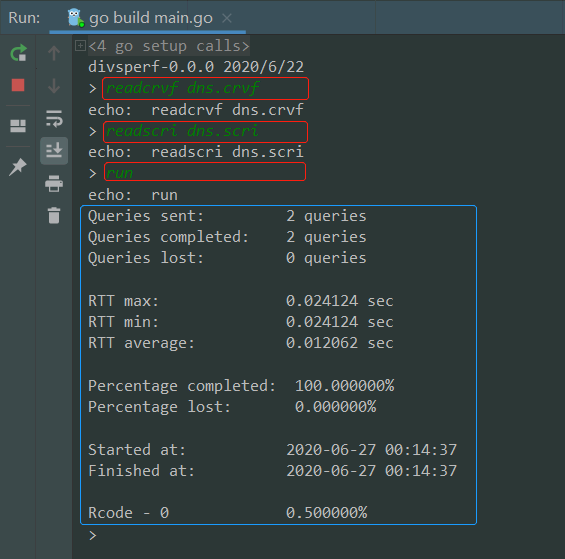 Run: go build main.go
<4 go setup calls>
divsperf-0.0.0 2020/6/22
> readcrvf dns.crvf
echo:  readcrvf dns.crvf
> readscri dns.scri
echo:  readscri dns.scri
> run
echo:  run
Queries sent:         2 queries
Queries completed:    2 queries
Queries lost:         0 queries
RTT max:              0.024124 sec
RTT min:              0.024124 sec
RTT average:          0.012062 sec
Percentage completed:  100.000000%
Percentage lost:       0.000000%
Started at:           2020-06-27 00:14:37
Finished at:          2020-06-27 00:14:37
Rcode - 0             0.500000%
>